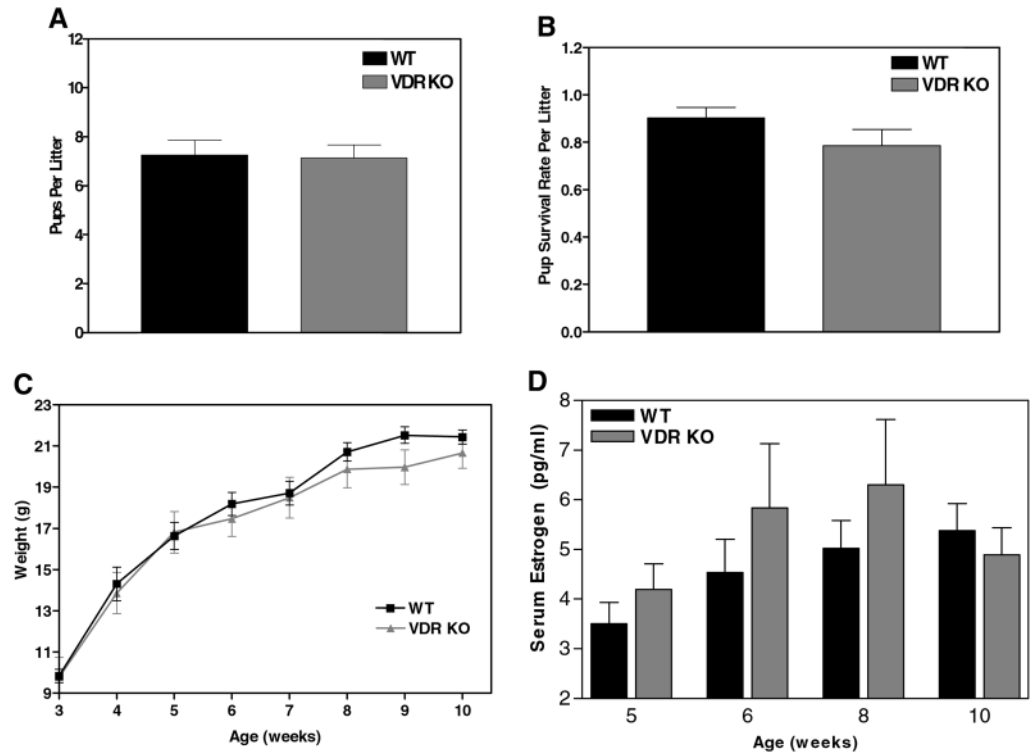 A
Pups Per Litter
12
10
8
6
4
2
0
WT
VDR KO
B
Pup Survival Rate Per Litter
1.2
1.0
0.8
0.6
0.4
0.2
0.0
WT
VDR KO
C
Weight (g)
23
21
19
17
15
13
11
9
WT
VDR KO
3 4 5 6 7 8 9 10
Age (weeks)
D
Serum Estrogen (pg/ml)
8
7
6
5
4
3
2
WT
VDR KO
5 6 8 10
Age (weeks)